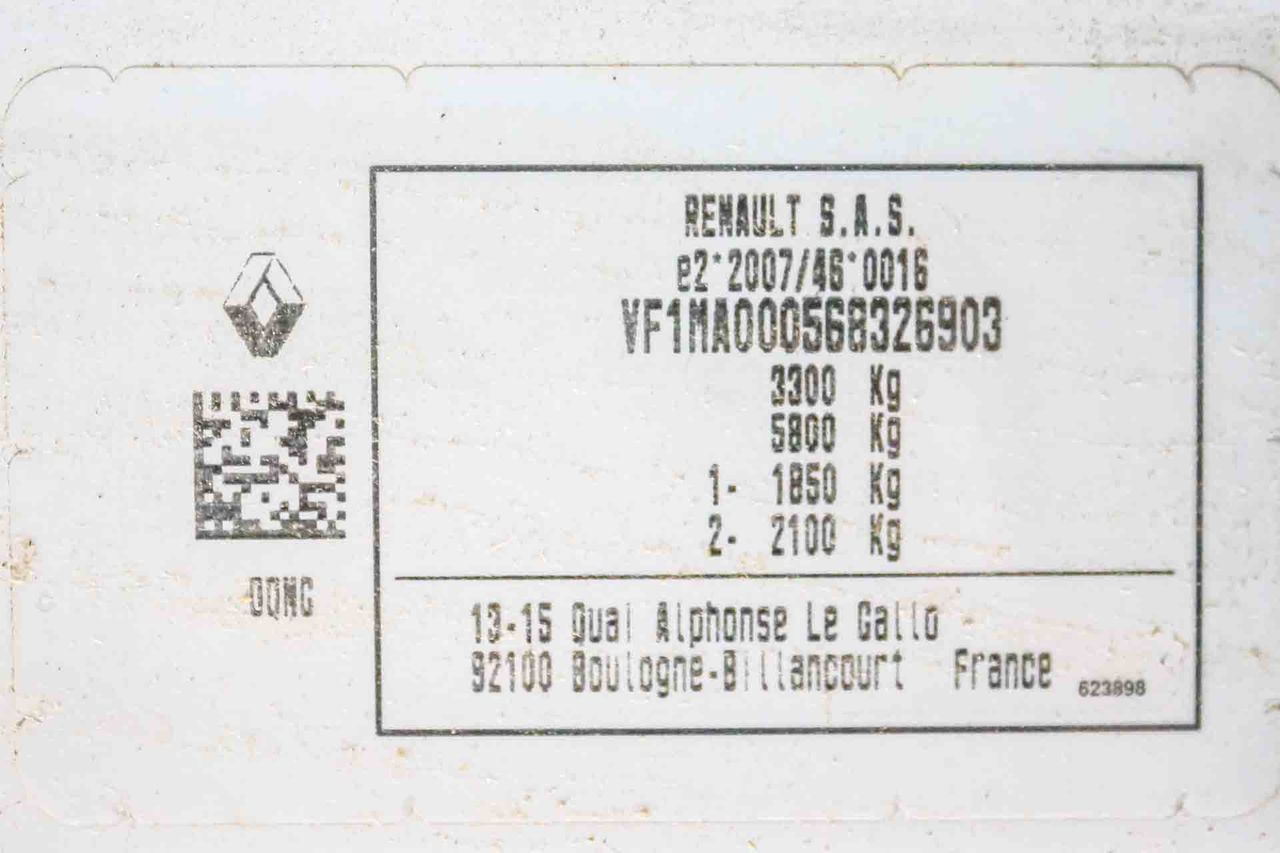 RENAULT S.A.S.
e2*2007/46*0016
VF1MA000568326903
3300 Kg
5800 Kg
1- 1850 Kg
2- 2100 Kg
13-15 Quai Alphonse Le Gallo
92100 Boulogne-Billancourt France
623898